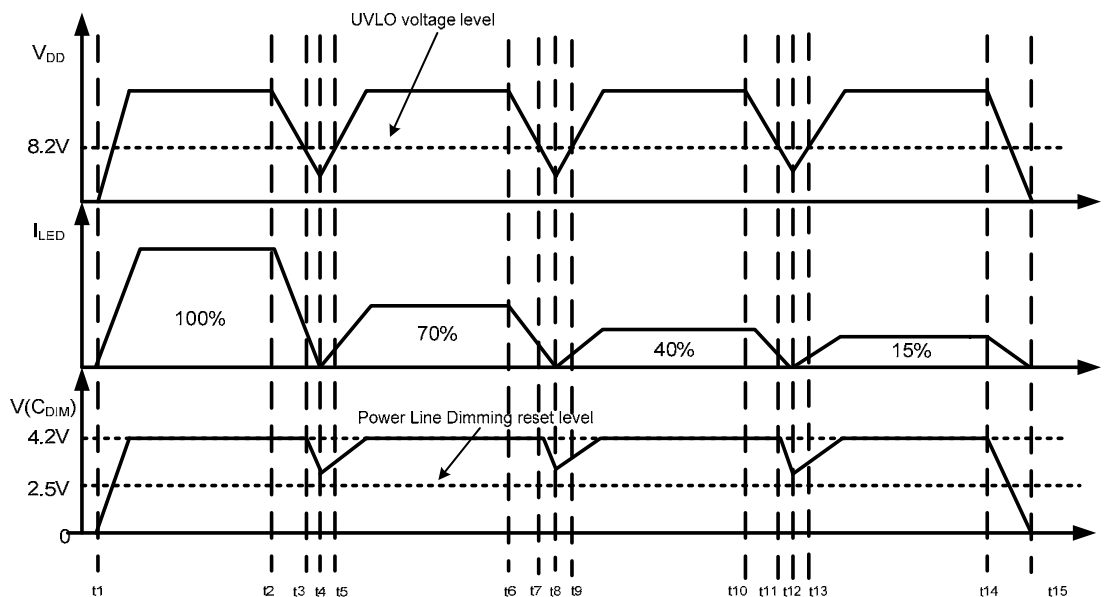 UVLO voltage level
VDD
8.2V
ILED
100%
70%
40%
15%
V(CDIM)
Power Line Dimming reset level
4.2V
2.5V
0
t1 t2 t3 t4 t5 t6 t7 t8 t9 t10 t11 t12 t13 t14 t15